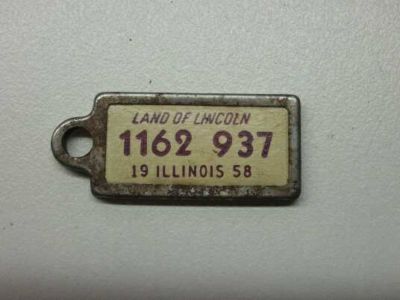 LAND OF LINCOLN
1162 937
19 ILLINOIS 58